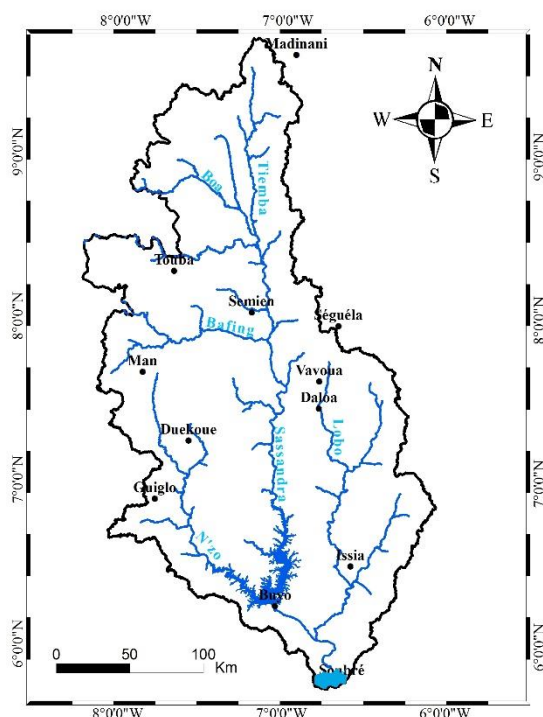 8°0'0"W 7°0'0"W 6°0'0"W
Madinani
N
W E
S
9°0'0"N 9°0'0"N
Boa
Tiemba
Touba
8°0'0"N 8°0'0"N
Semien
Séguéla
Bafing
Man
Vavoua
Daloa
Duekoue
Lobo
Sassandra
7°0'0"N 7°0'0"N
Guiglo
N'zo
Issia
Buyo
6°0'0"N 6°0'0"N
Soubré
0 50 100
Km
8°0'0"W 7°0'0"W 6°0'0"W